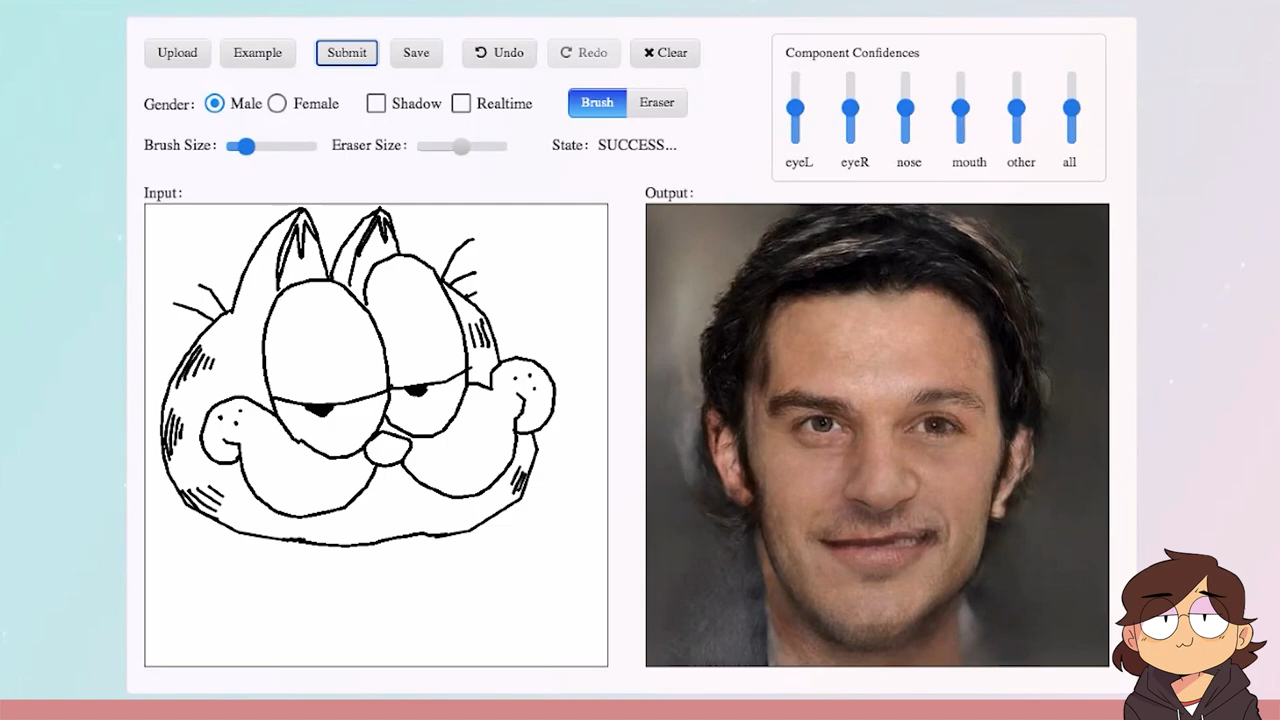 Upload Example Submit Save Undo Redo Clear
Component Confidences
Gender: Male Female Shadow Realtime Brush Eraser
Brush Size: Eraser Size: State: SUCCESS...
eyeL eyeR nose mouth other all
Input: Output: